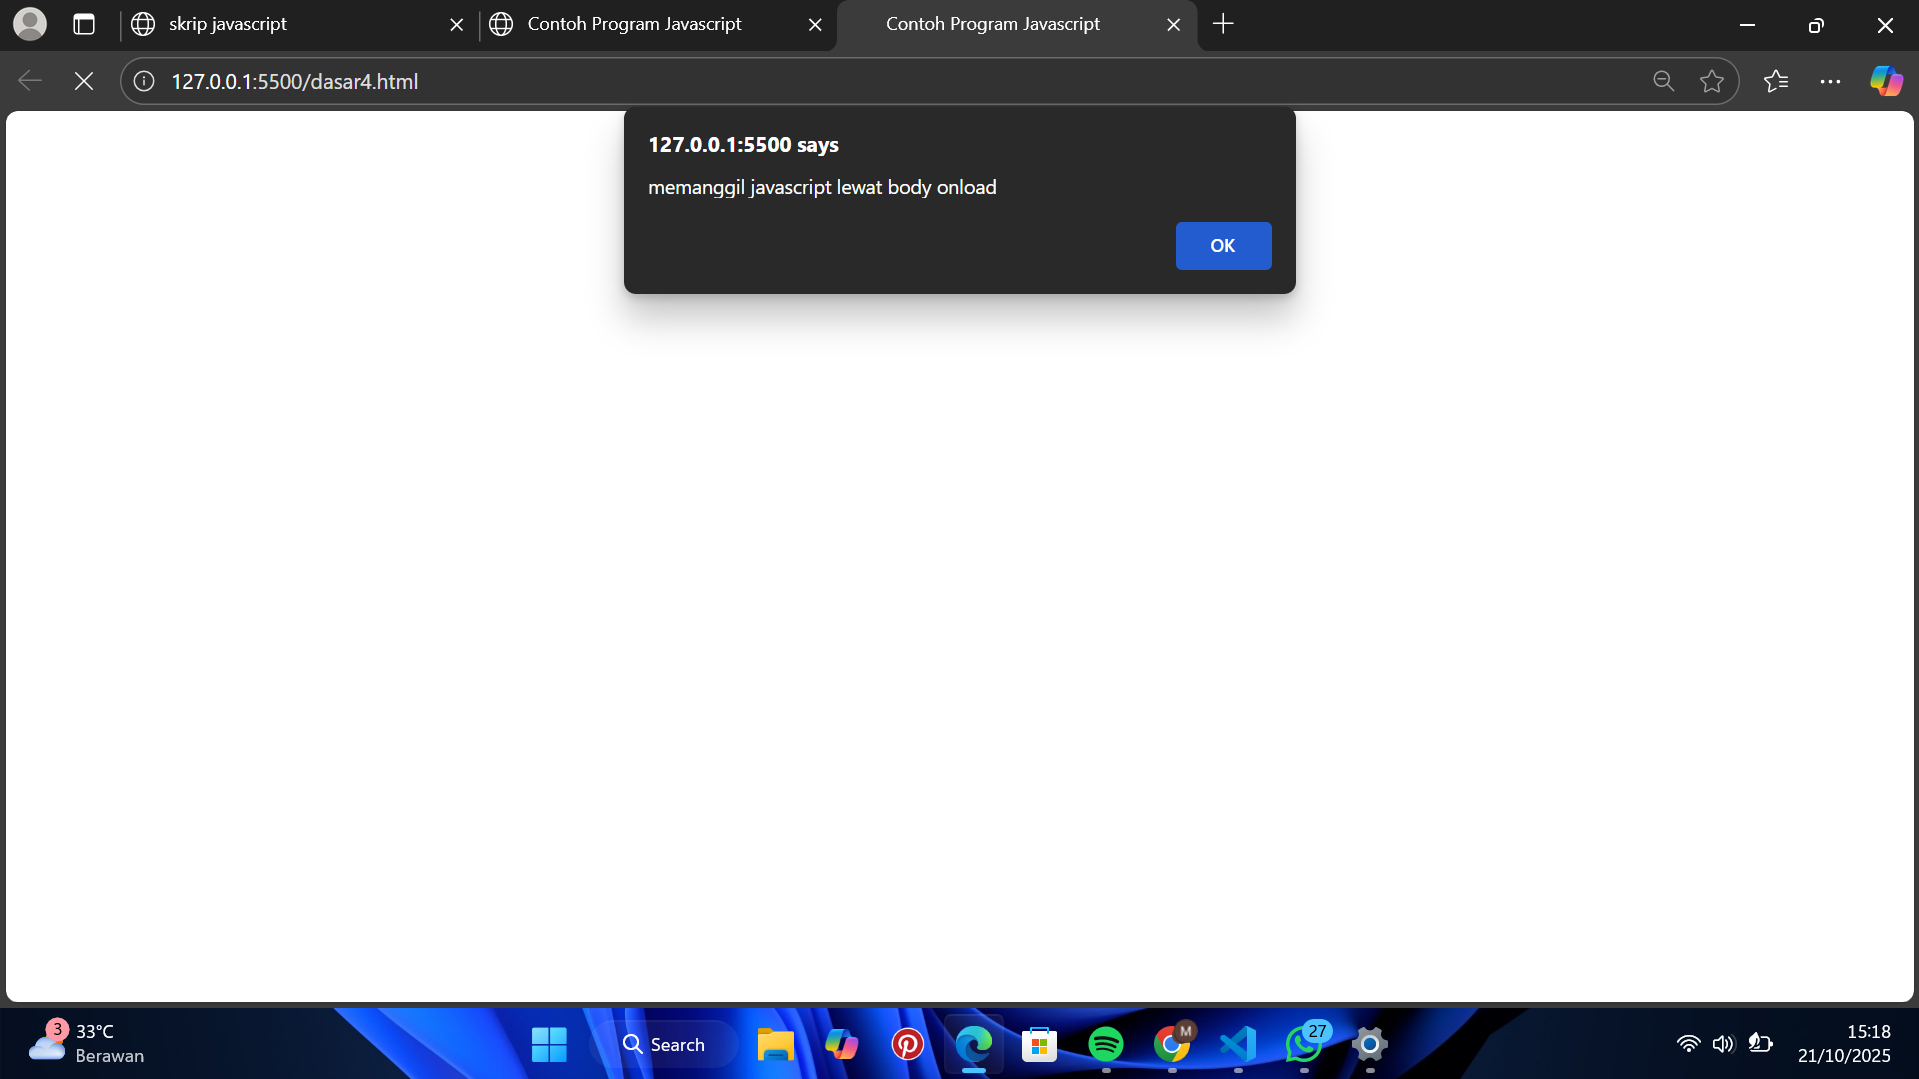 skrip javascript
Contoh Program Javascript
Contoh Program Javascript
127.0.0.1:5500/dasar4.html
127.0.0.1:5500 says
memanggil javascript lewat body onload
OK
3
33°C
Berawan
Search
M
27
15:18
21/10/2025